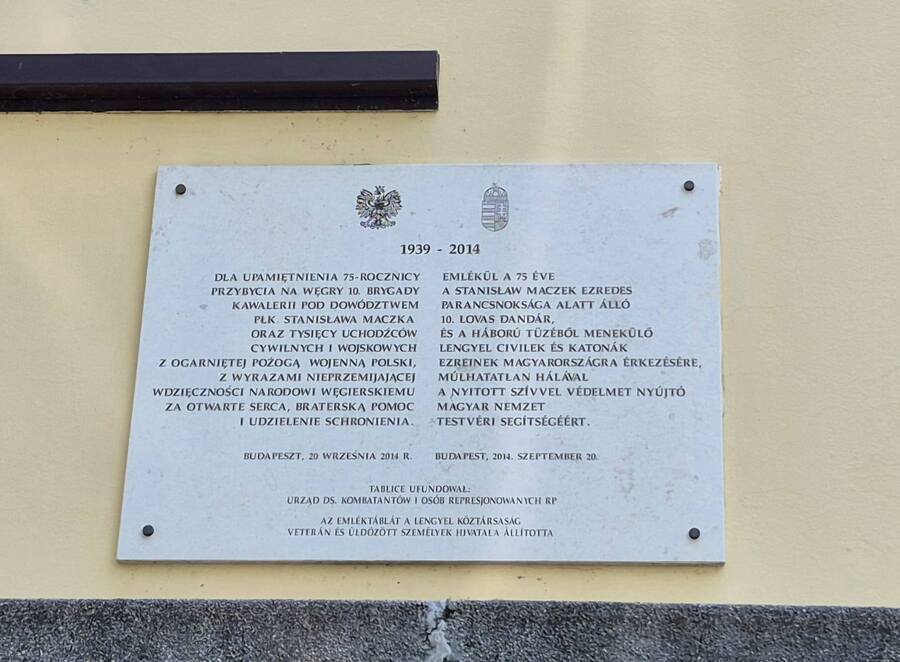 1939 - 2014
DLA UPAMIĘTNIENIA 75-ROCZNICY
PRZYBYCIA NA WĘGRY 10. BRYGADY
KAWALERII POD DOWÓDZTWEM
PŁK. STANISŁAWA MACZKA
ORAZ TYSIĘCY UCHODŹCÓW
CYWILNYCH I WOJSKOWYCH
Z OGARNIĘTEJ POŻOGĄ WOJENNĄ POLSKI,
Z WYRAZAMI NIEPRZEMIJAJĄCEJ
WDZIĘCZNOŚCI NARODOWI WĘGIERSKIEMU
ZA OTWARTE SERCA, BRATERSKĄ POMOC
I UDZIELENIE SCHRONIENIA.
BUDAPESZT, 20 WRZEŚNIA 2014 R.
EMLÉKÜL A 75 ÉVE
A STANISŁAW MACZEK EZREDES
PARANCSNOKSÁGA ALATT ÁLLÓ
10. LOVAS DANDÁR,
ÉS A HÁBORÚ TÜZÉBŐL MENEKÜLŐ
LENGYEL CIVILEK ÉS KATONÁK
EZREINEK MAGYARORSZÁGRA ÉRKEZÉSÉRE,
MÚLHATATLAN HÁLÁVAL
A NYITOTT SZÍVVEL VÉDELMET NYÚJTÓ
MAGYAR NEMZET
TESTVÉRI SEGÍTSÉGÉÉRT.
BUDAPEST, 2014. SZEPTEMBER 20.
TABLICE UFUNDOWAŁ:
URZĄD DS. KOMBATANTÓW I OSÓB REPRESJONOWANYCH RP
AZ EMLÉKTÁBLÁT A LENGYEL KÖZTÁRSASÁG
VETERÁN ÉS ÜLDÖZÖTT SZEMÉLYEK HIVATALA ÁLLÍTOTTA